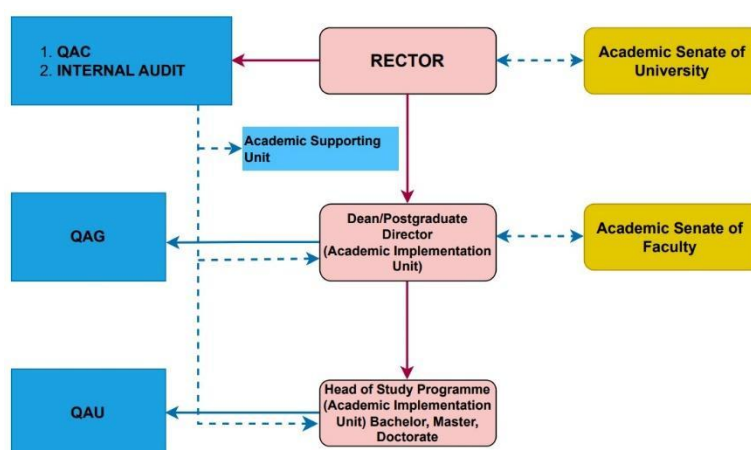 1. QAC
2. INTERNAL AUDIT
RECTOR
Academic Senate of
University
Academic Supporting
Unit
QAG
Dean/Postgraduate
Director
(Academic Implementation
Unit)
Academic Senate of
Faculty
QAU
Head of Study Programme
(Academic Implementation
Unit) Bachelor, Master,
Doctorate